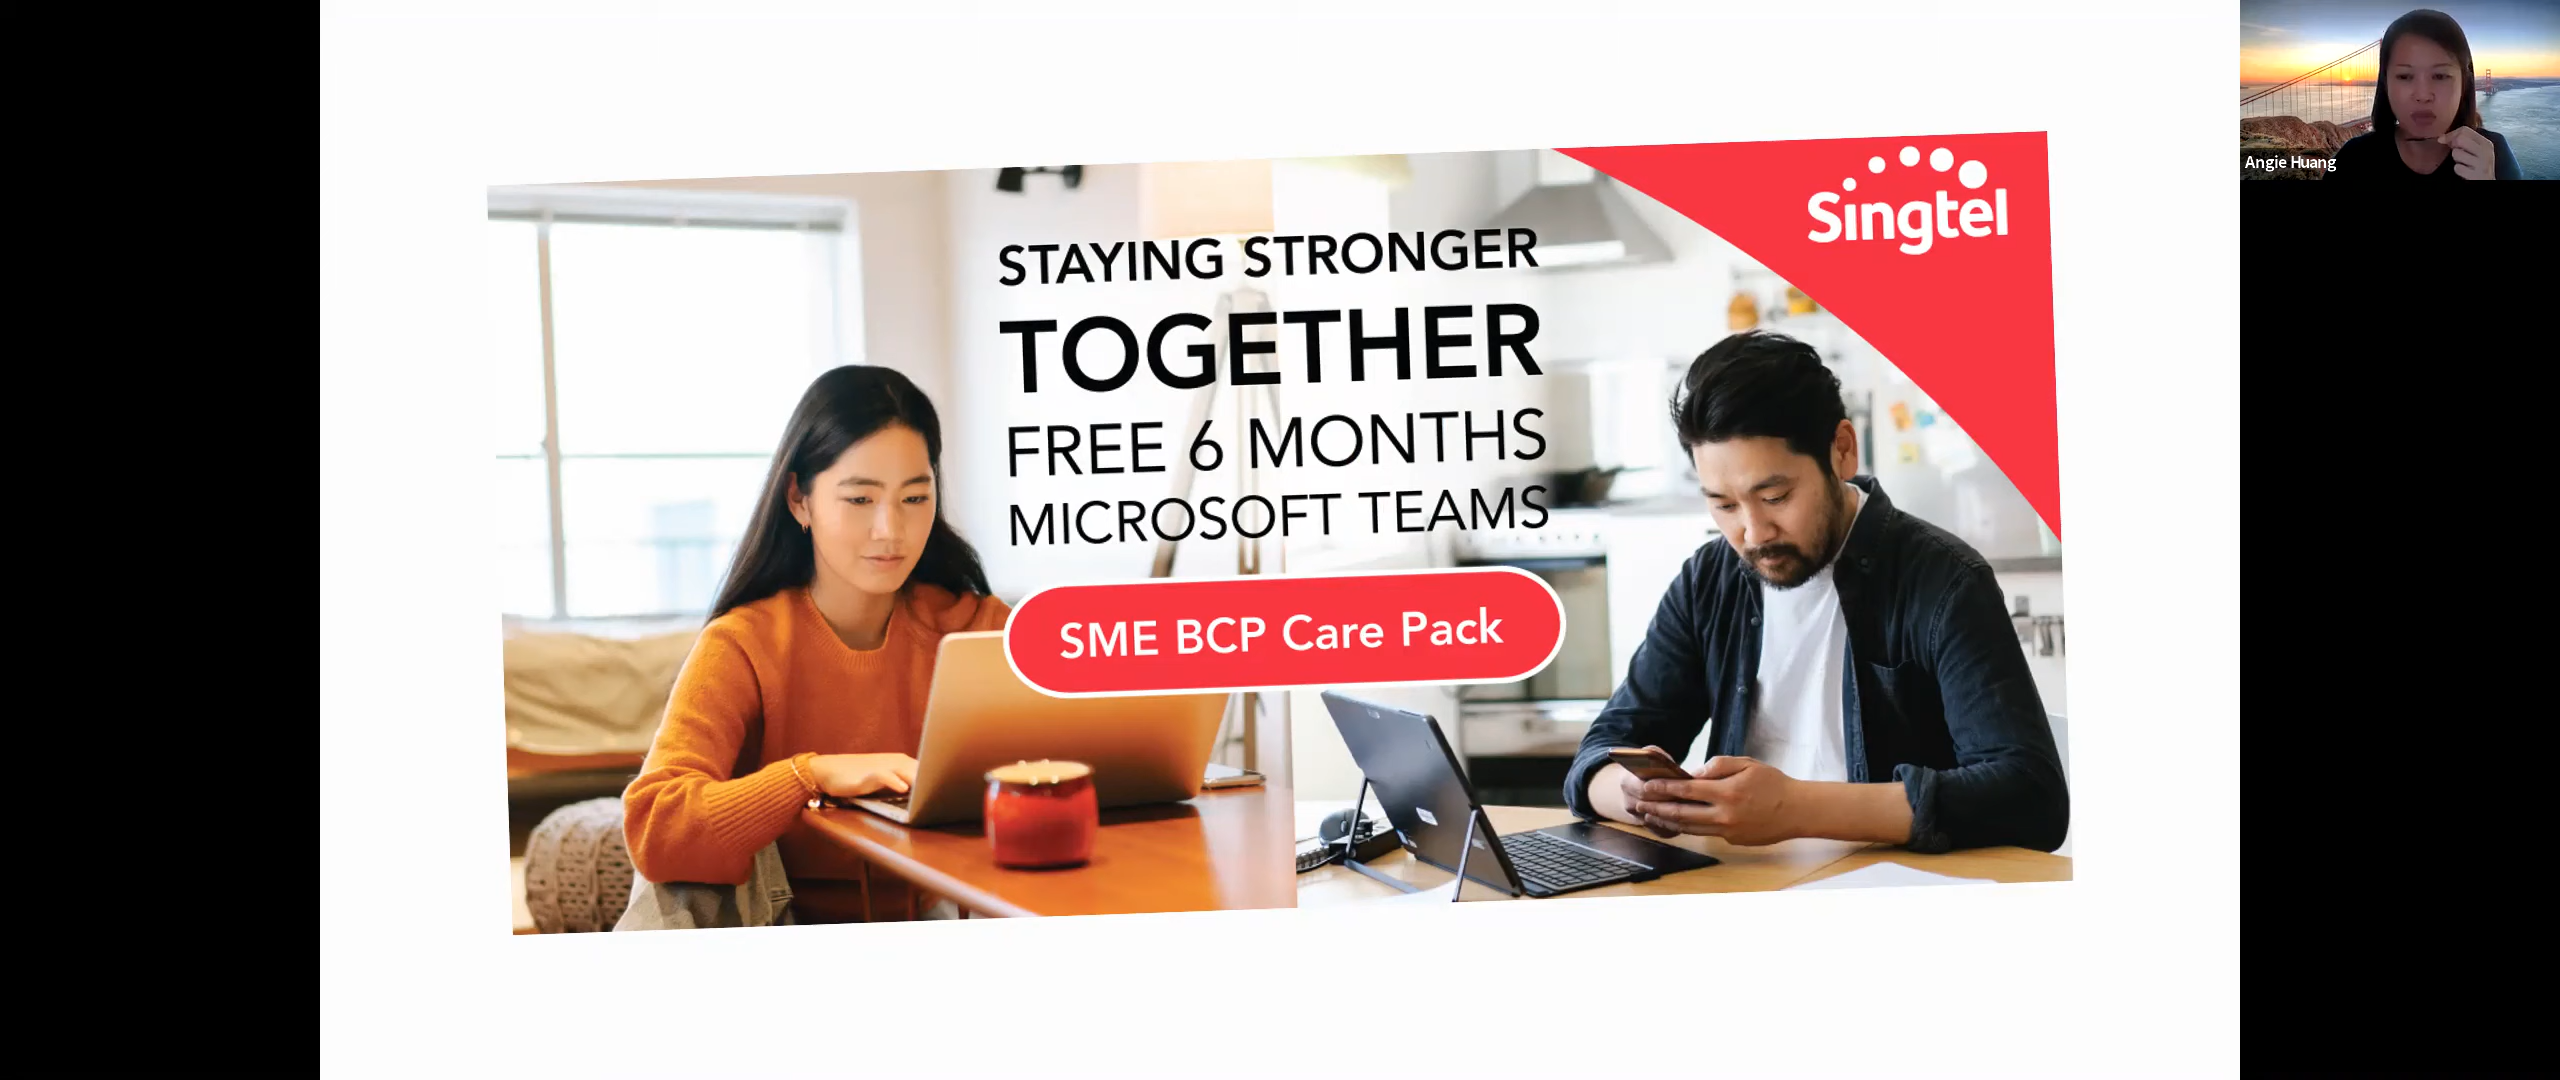 Singtel
STAYING STRONGER
TOGETHER
FREE 6 MONTHS
MICROSOFT TEAMS
SME BCP Care Pack
Angie Huang